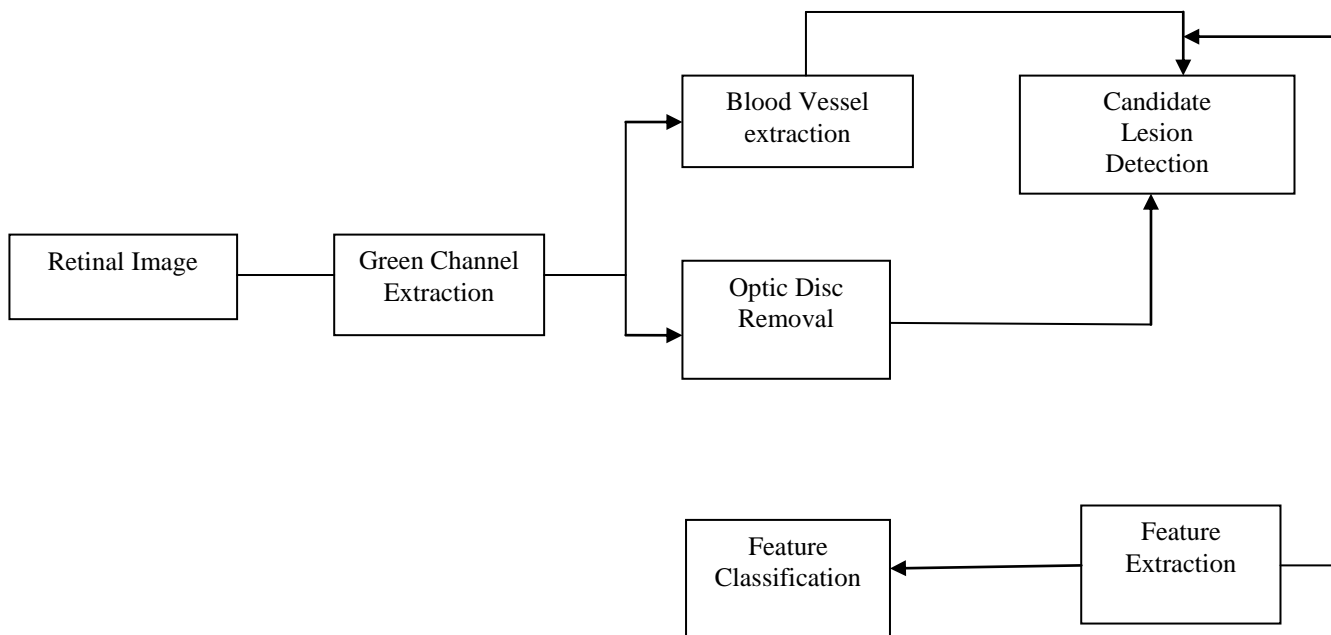 Blood Vessel
extraction
Candidate
Lesion
Detection
Retinal Image
Green Channel
Extraction
Optic Disc
Removal
Feature
Classification
Feature
Extraction